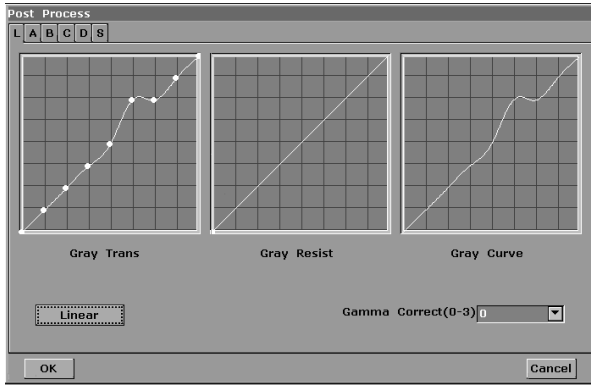 Post Process
L A B C D S
Gray Trans
Gray Resist
Gray Curve
Linear
Gamma Correct(0-3) 0
OK
Cancel